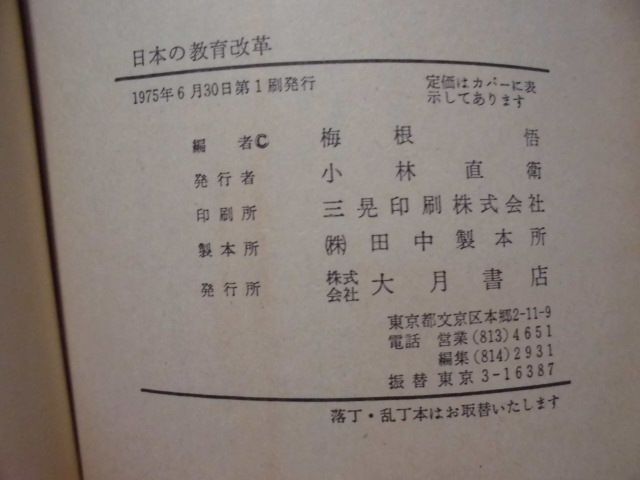 日本の教育改革
1975年6月30日第1刷発行
定価はカバーに表
示してあります
編者© 梅根 悟
発行者 小林直衛
印刷所 三晃印刷株式会社
製本所 ㈱田中製本所
発行所 株式会社 大月書店
東京都文京区本郷2-11-9
電話 営業(813)4651
編集(814)2931
振替東京3-16387
落丁・乱丁本はお取替いたします